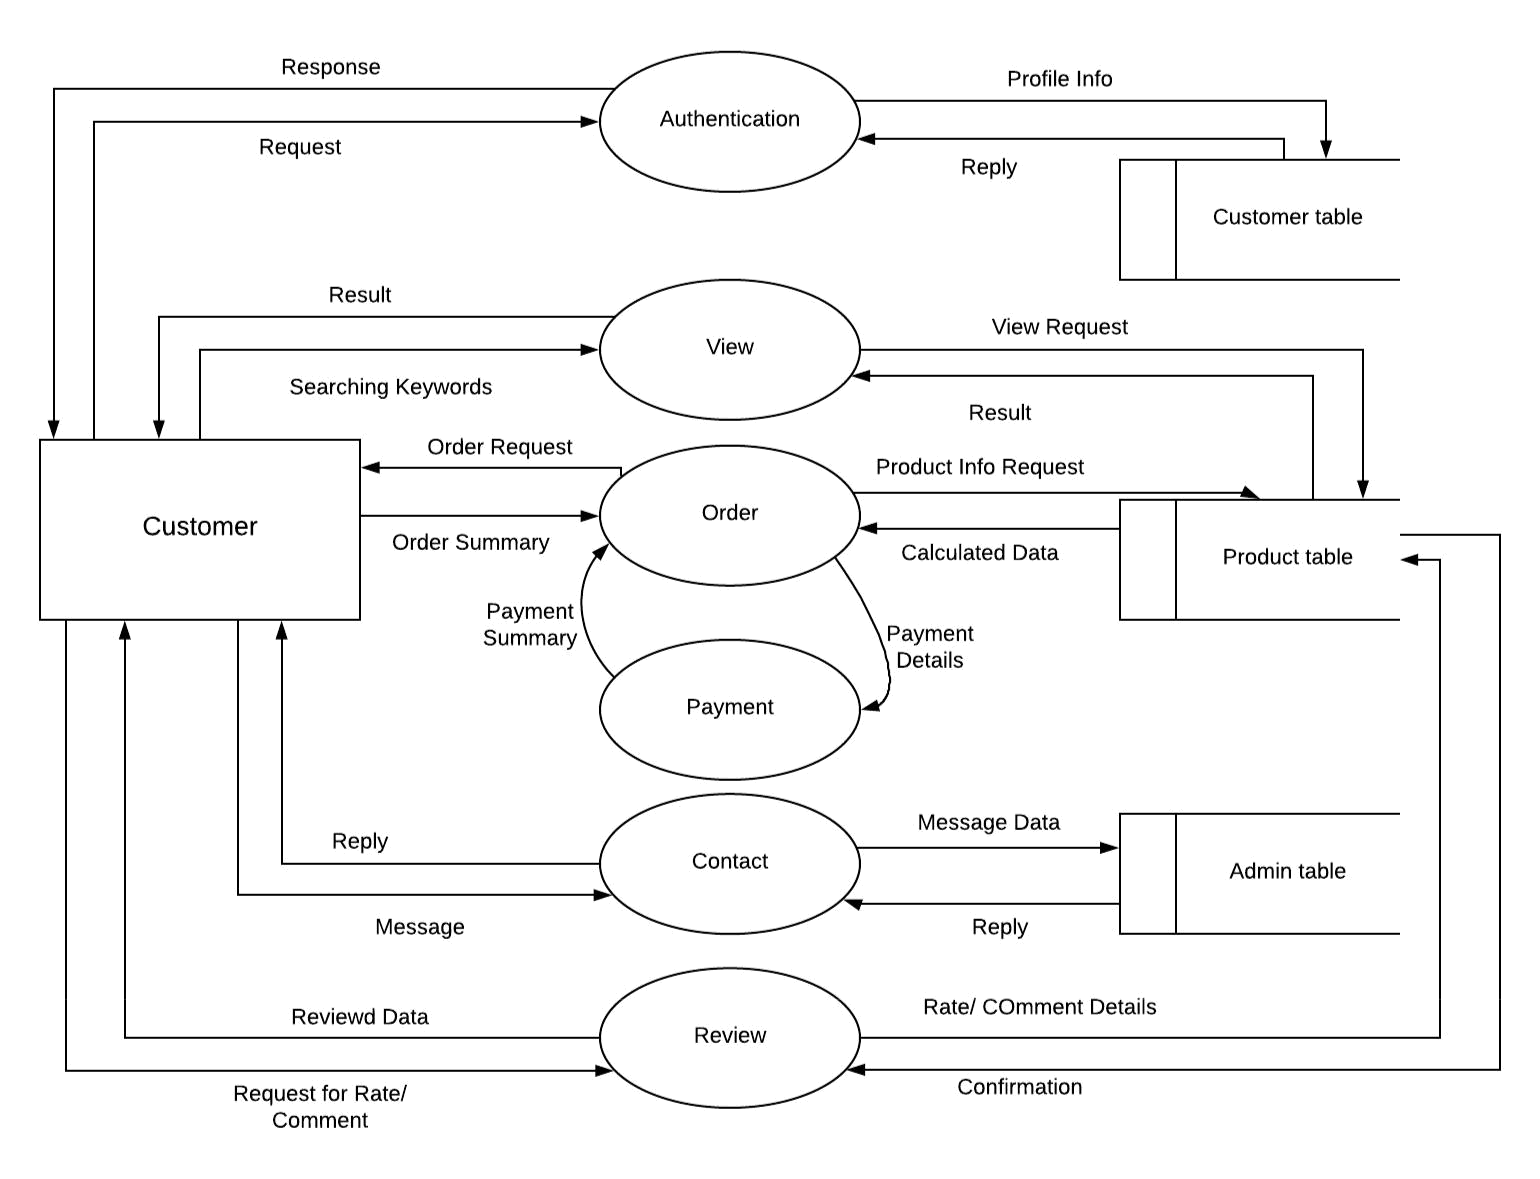 Response
Profile Info
Authentication
Request
Reply
Customer table
Result
View Request
View
Searching Keywords
Result
Order Request
Product Info Request
Order
Customer
Order Summary
Calculated Data
Product table
Payment
Summary
Payment
Details
Payment
Message Data
Reply
Contact
Admin table
Message
Reply
Rate/ COmment Details
Reviewd Data
Review
Request for Rate/
Comment
Confirmation